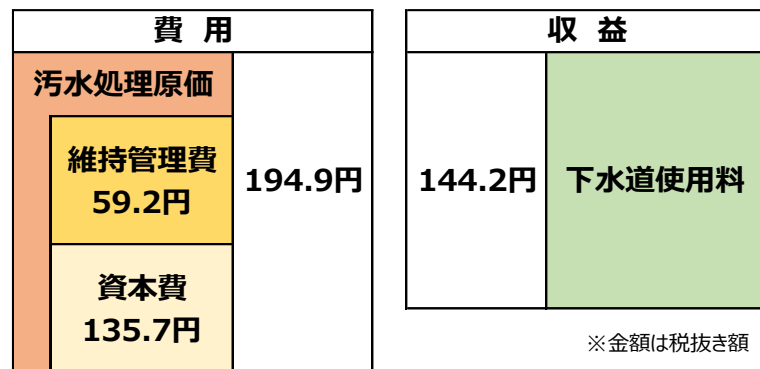 費 用
汚水処理原価
維持管理費
59.2円
194.9円
資本費
135.7円
収 益
144.2円
下水道使用料
※金額は税抜き額